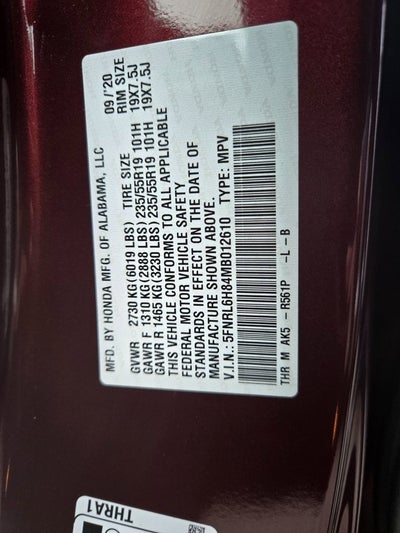 MFD. BY HONDA MFG. OF ALABAMA, LLC 09 /'20
TIRE SIZE RIM SIZE
GVWR 2730 KG(6019 LBS)
GAWR F 1310 KG(2888 LBS) 235/55R19 101H 19X7.5J
GAWR R 1465 KG(3230 LBS) 235/55R19 101H 19X7.5J
THIS VEHICLE CONFORMS TO ALL APPLICABLE
FEDERAL MOTOR VEHICLE SAFETY
STANDARDS IN EFFECT ON THE DATE OF
MANUFACTURE SHOWN ABOVE.
V.I.N.: 5FNRL6H84MB012610 TYPE: MPV
THR M AK5 - R561P -L -B
THRA1